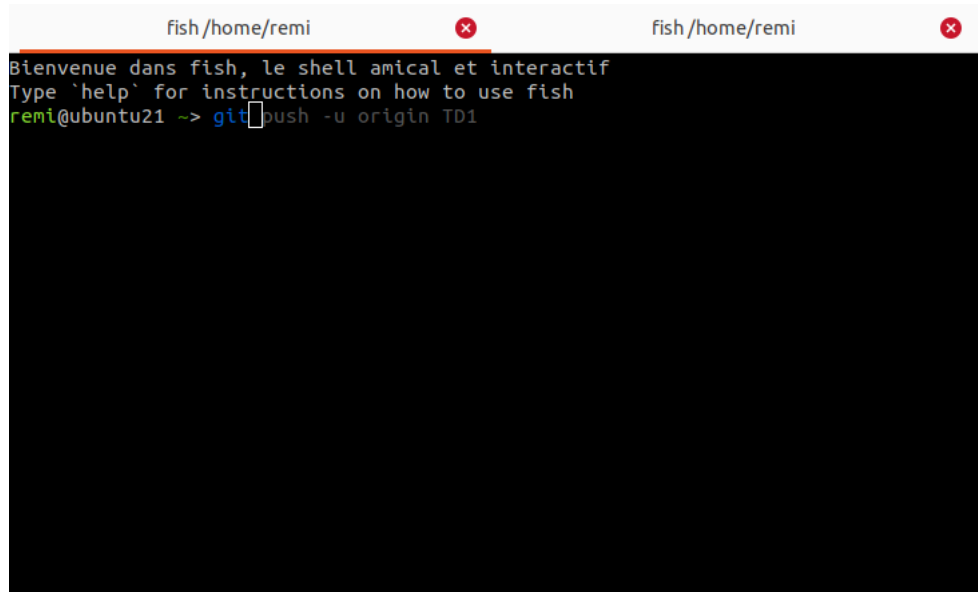 fish /home/remi fish /home/remi
Bienvenue dans fish, le shell amical et interactif
Type `help` for instructions on how to use fish
remi@ubuntu21 ~> git push -u origin TD1